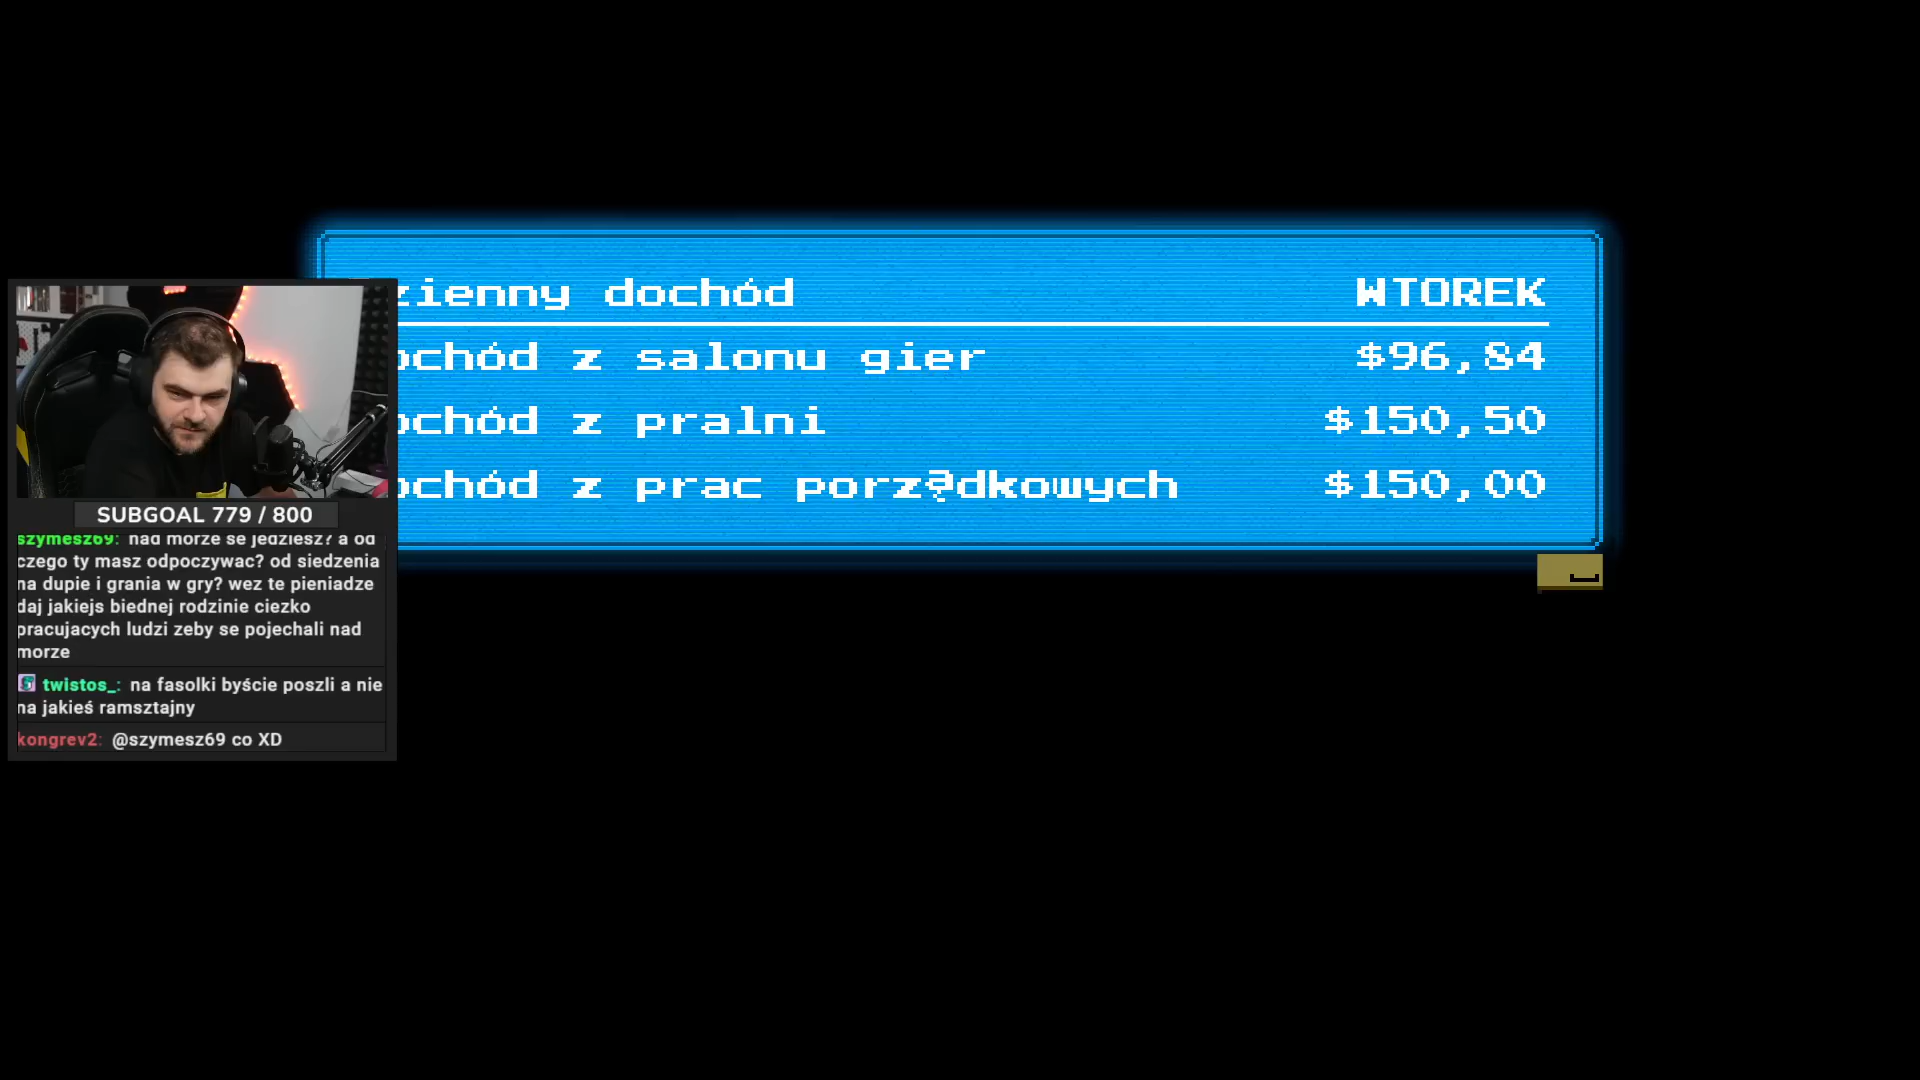 zienny dochód WTOREK
ochód z salonu gier $96,84
ochód z pralni $150,50
ochód z prac porządkowych $150,00
SUBGOAL 779 / 800
szymesz69: nad morze se jedziesz? a od
czego ty masz odpoczywac? od siedzenia
na dupie i grania w gry? wez te pieniadze
daj jakiejs biednej rodzinie ciezko
pracujacych ludzi zeby se pojechali nad
morze
twistos_: na fasolki byście poszli a nie
na jakieś ramsztajny
kongrev2: @szymesz69 co XD